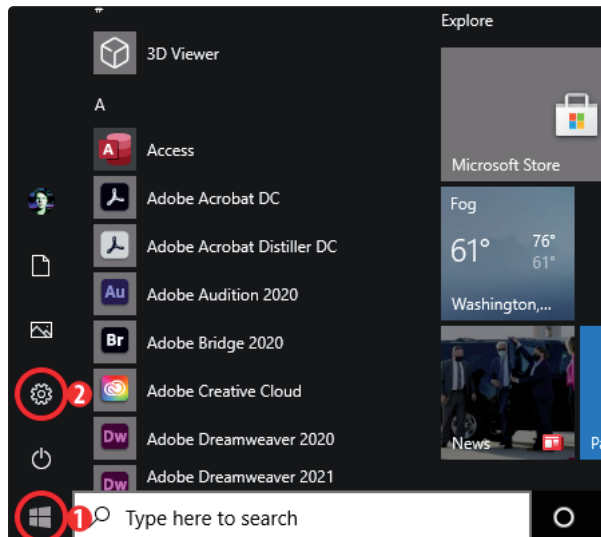 #
3D Viewer
A
A Access
Adobe Acrobat DC
Adobe Acrobat Distiller DC
Au Adobe Audition 2020
Br Adobe Bridge 2020
2 Adobe Creative Cloud
Dw Adobe Dreamweaver 2020
Dw Adobe Dreamweaver 2021
1 Type here to search
Explore
Microsoft Store
Fog
61° 76°
61°
Washington,...
News
Pa